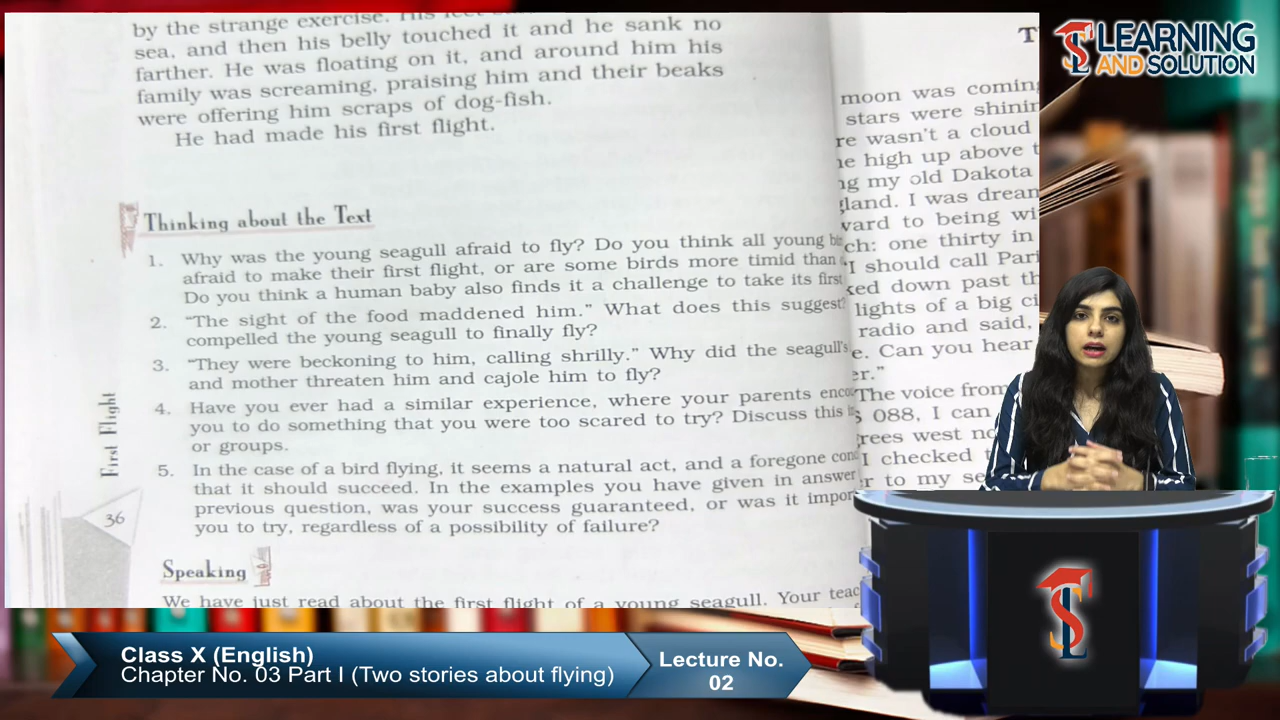 by the strange exercise. His feet
sea, and then his belly touched it and he sank no
farther. He was floating on it, and around him his
family was screaming, praising him and their beaks
were offering him scraps of dog-fish.
He had made his first flight.
Thinking about the Text
1. Why was the young seagull afraid to fly? Do you think all young
afraid to make their first flight, or are some birds more timid than
Do you think a human baby also finds it a challenge to take its first
2. “The sight of the food maddened him.” What does this suggest?
compelled the young seagull to finally fly?
3. “They were beckoning to him, calling shrilly.” Why did the seagull's
and mother threaten him and cajole him to fly?
4. Have you ever had a similar experience, where your parents enco
you to do something that you were too scared to try? Discuss this
or groups.
5. In the case of a bird flying, it seems a natural act, and a foregone
that it should succeed. In the examples you have given in answer
previous question, was your success guaranteed, or was it impor
you to try, regardless of a possibility of failure?
Speaking
We have just read about the first flight of a young seagull. Your teac
First Flight
36
T
moon was coming
stars were shinin
re wasn't a cloud
e high up above t
ng my old Dakota
gland. I was dream
ward to being wi
ch: one thirty in
I should call Pari
ked down past th
lights of a big ci
radio and said,
e. Can you hear
er.”
The voice from
088, I can
rees west no
I checked t
r to my se
LEARNING
AND SOLUTION
Class X (English)
Chapter No. 03 Part I (Two stories about flying)
Lecture No.
02